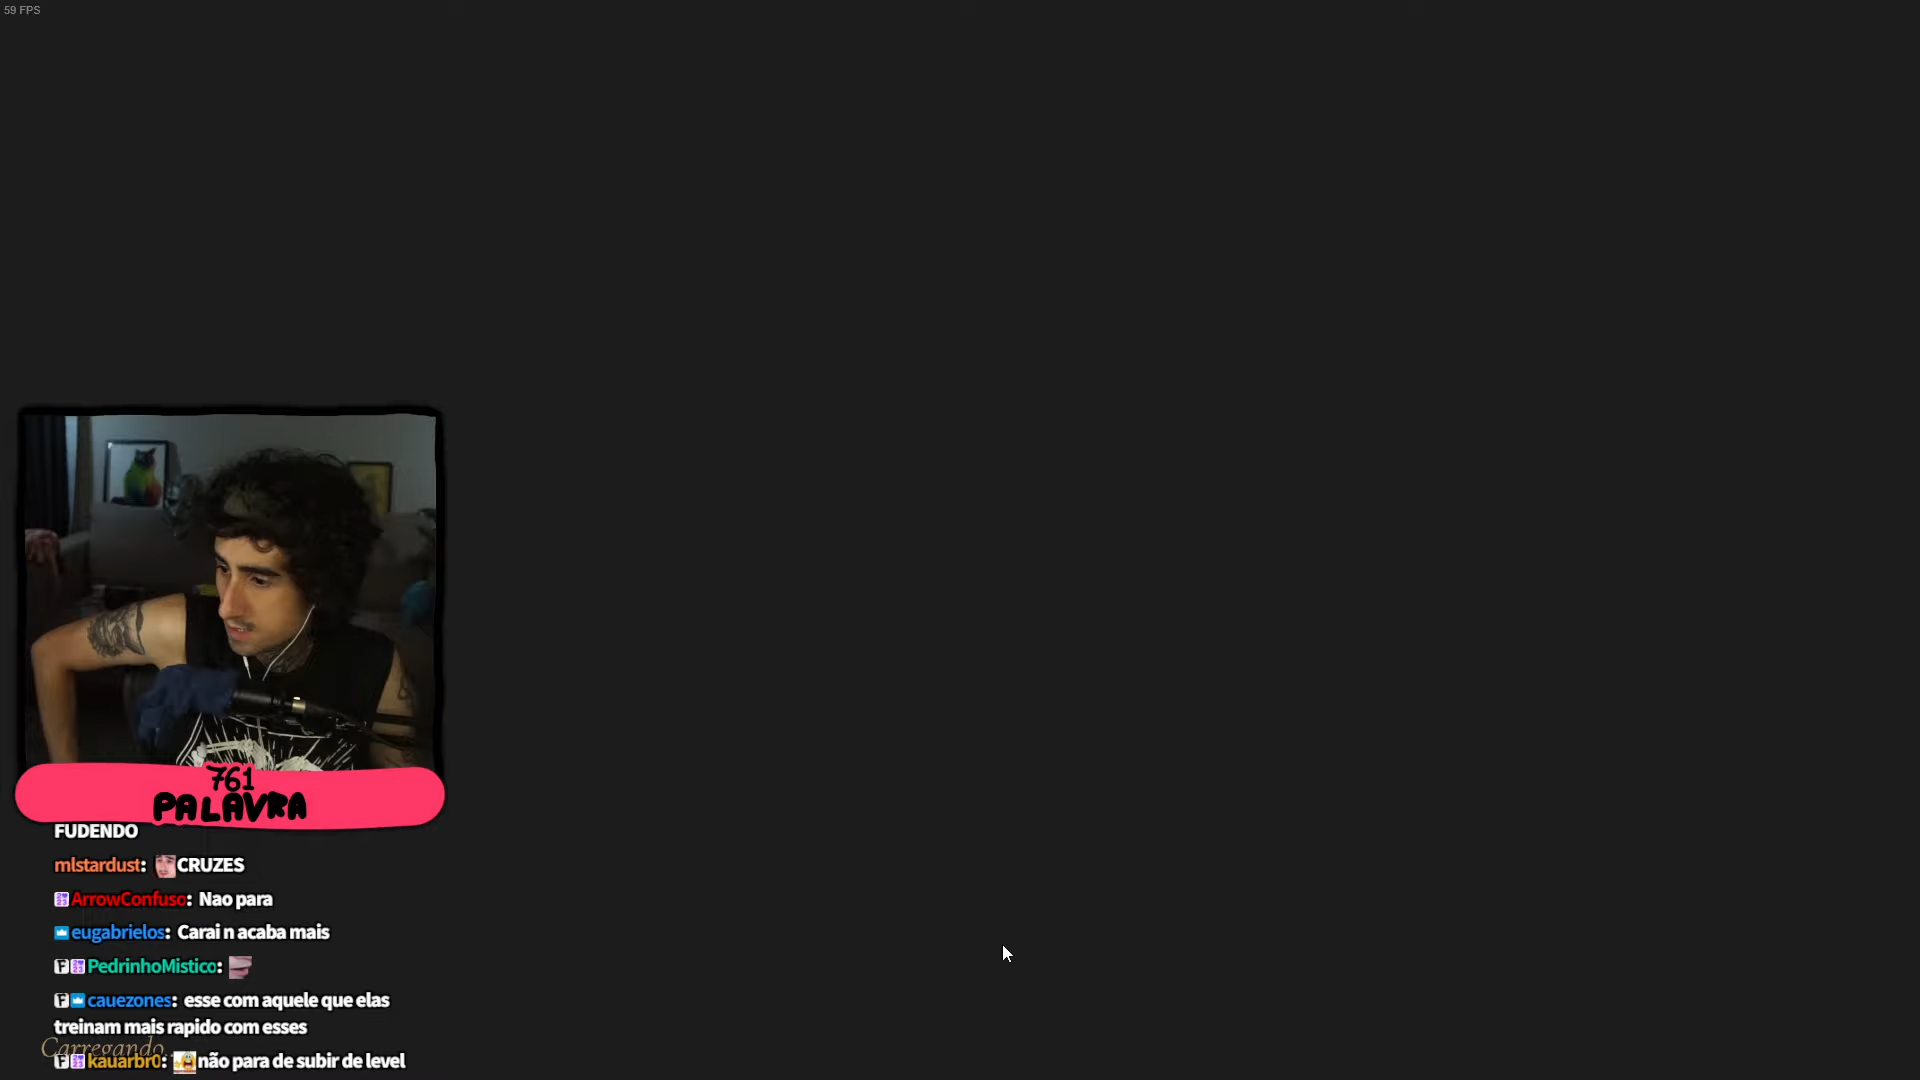 59 FPS
761
PALAVRA
FUDENDO
mlstardust: CRUZES
ArrowConfuso: Nao para
eugabrielos: Carai n acaba mais
PedrinhoMistico:
cauezones: esse com aquele que elas
treinam mais rapido com esses
Carregando...
kauarbr0: não para de subir de level